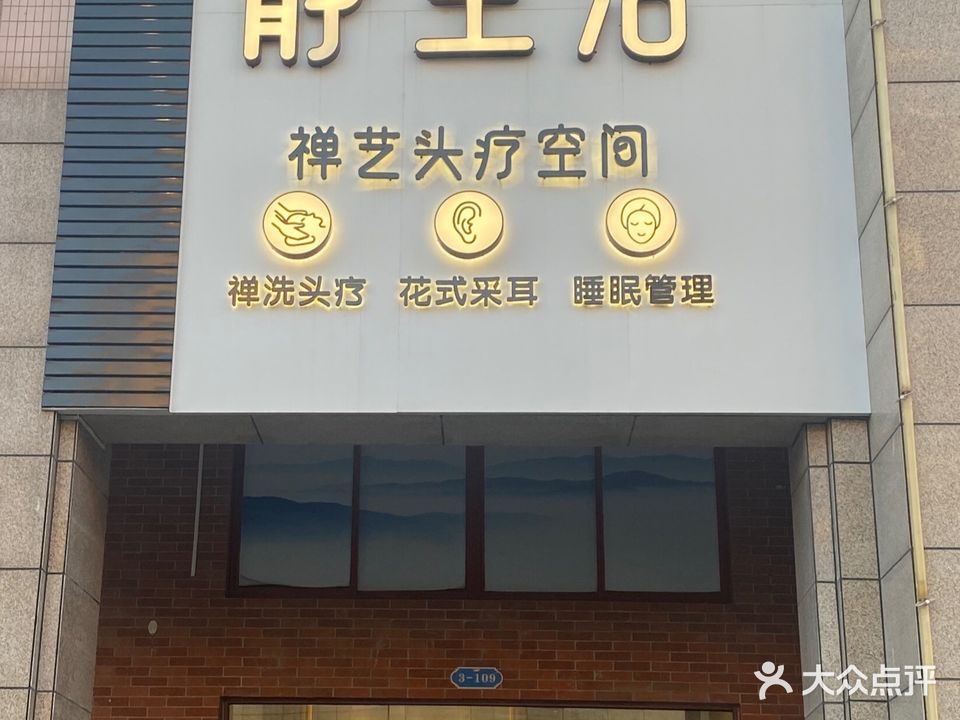 禅艺头疗空间
禅洗头疗 花式采耳 睡眠管理
3-109
大众点评